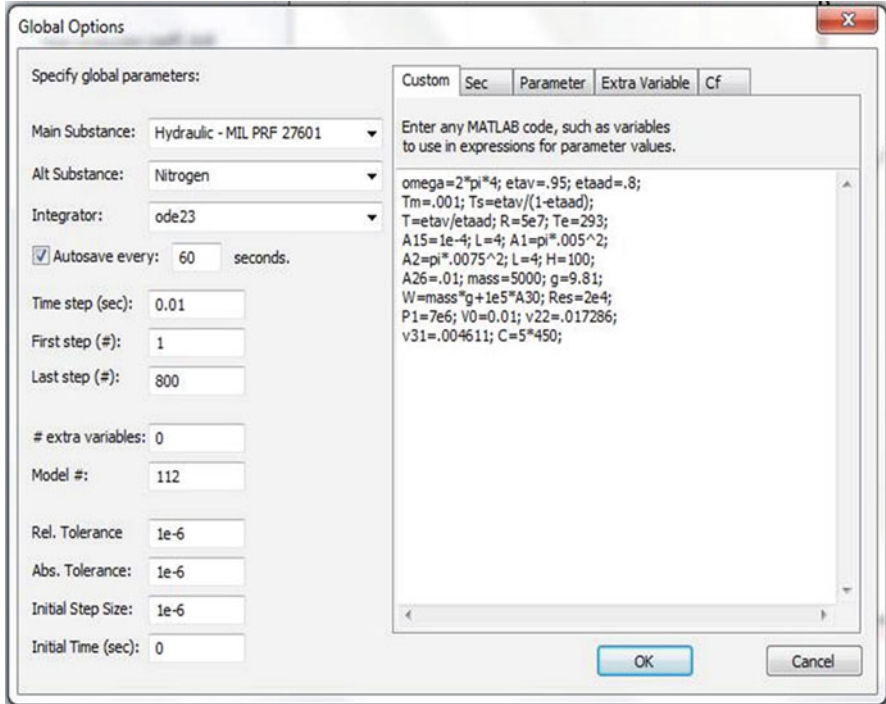 Global Options
Specify global parameters:
Main Substance: Hydraulic - MIL PRF 27601
Alt Substance: Nitrogen
Integrator: ode23
Autosave every: 60 seconds.
Time step (sec): 0.01
First step (#): 1
Last step (#): 800
# extra variables: 0
Model #: 112
Rel. Tolerance 1e-6
Abs. Tolerance: 1e-6
Initial Step Size: 1e-6
Initial Time (sec): 0
Custom Sec Parameter Extra Variable Cf
Enter any MATLAB code, such as variables
to use in expressions for parameter values.
omega=2*pi*4; etav=.95; etaad=.8;
Tm=.001; Ts=etav/(1-etaad);
T=etav/etaad; R=5e7; Te=293;
A15=1e-4; L=4; A1=pi*.005^2;
A2=pi*.0075^2; L=4; H=100;
A26=.01; mass=5000; g=9.81;
W=mass*g+1e5*A30; Res=2e4;
P1=7e6; V0=0.01; v22=.017286;
v31=.004611; C=5*450;
OK Cancel